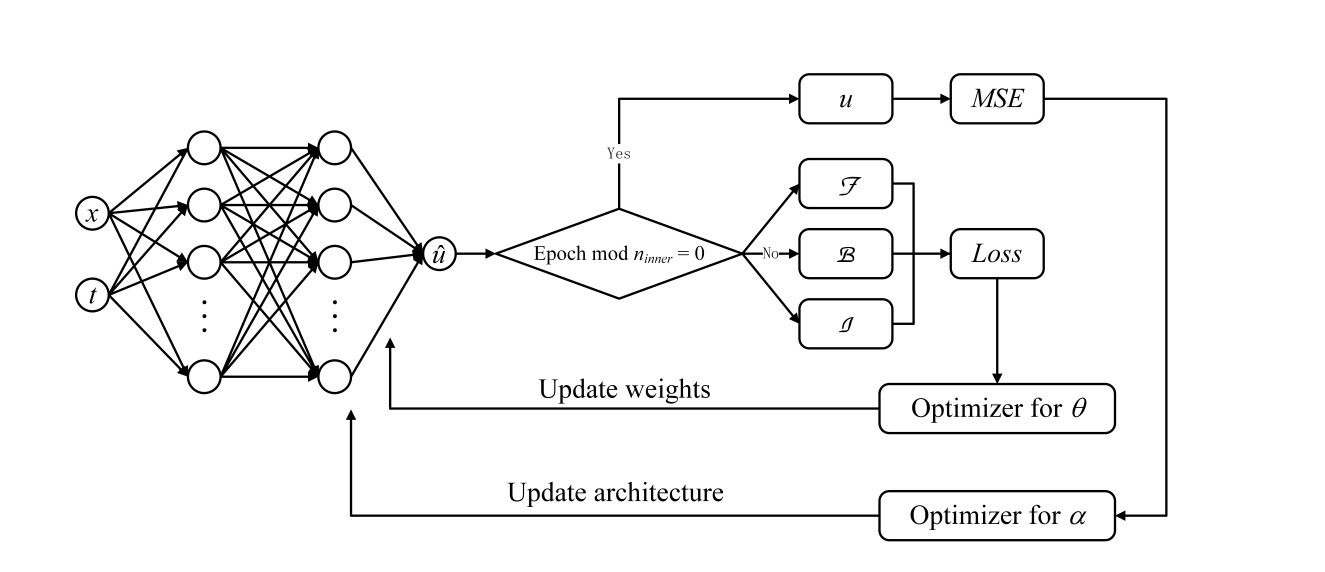 u
MSE
Yes
ℱ
x
Epoch mod n_inner = 0
No
ℬ
Loss
û
t
ℐ
Update weights
Optimizer for θ
Update architecture
Optimizer for α